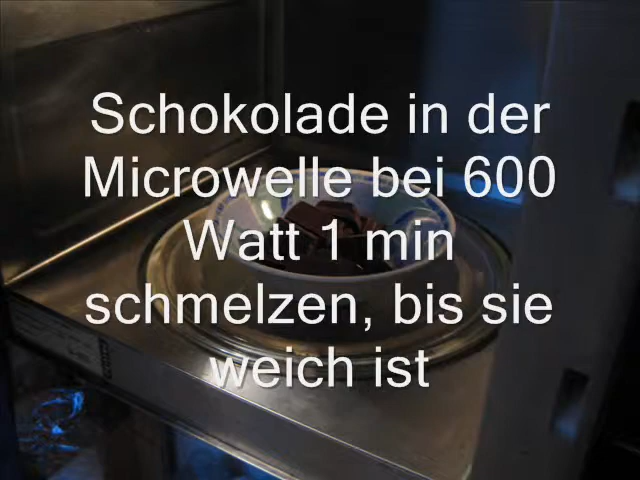 Schokolade in der
Microwelle bei 600
Watt 1 min
schmelzen, bis sie
weich ist